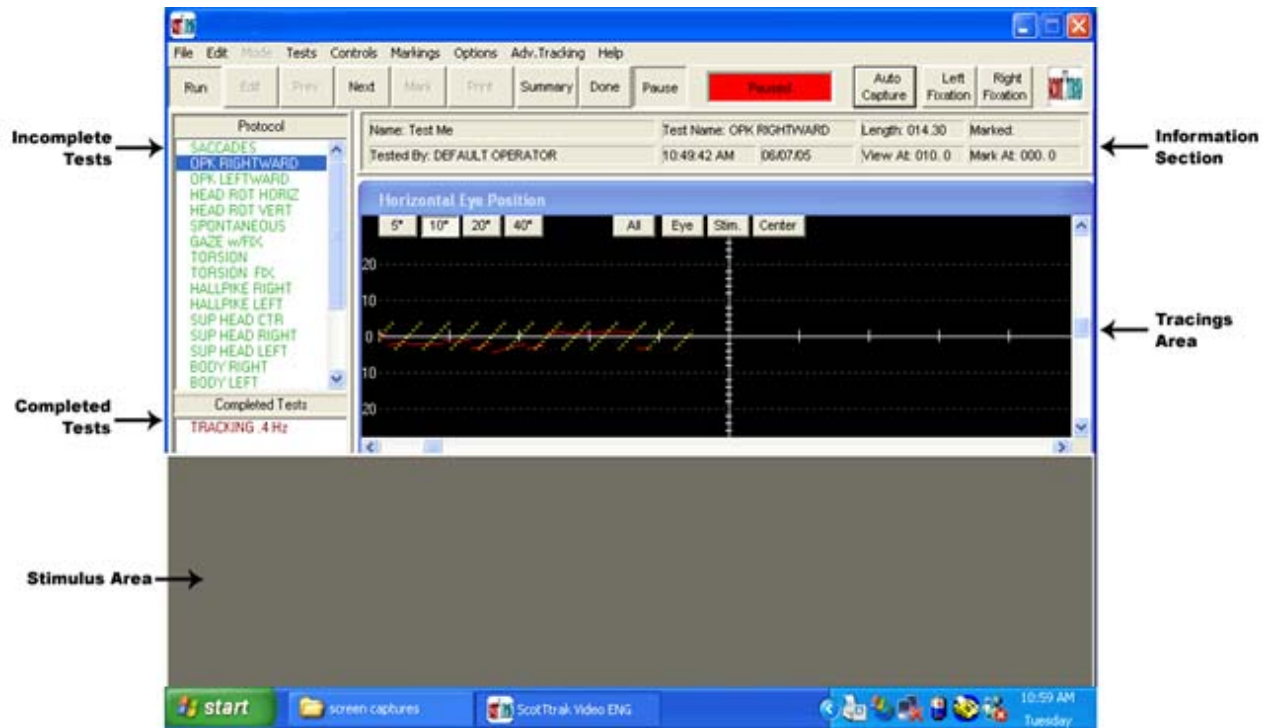 File Edit Mode Tests Controls Markings Options Adv.Tracking Help
Run Edit Prev Next Mark Print Summary Done Pause Paused Auto Capture Left Fixation Right Fixation
Incomplete Tests
Protocol
SACCADES
OPK RIGHTWARD
OPK LEFTWARD
HEAD ROT HORIZ
HEAD ROT VERT
SPONTANEOUS
GAZE w/FIX
TORSION
TORSION FIX
HALLPIKE RIGHT
HALLPIKE LEFT
SUP HEAD CTR
SUP HEAD RIGHT
SUP HEAD LEFT
BODY RIGHT
BODY LEFT
Completed Tests
Completed Tests
TRACKING .4 Hz
Name: Test Me Test Name: OPK RIGHTWARD Length: 014.30 Marked:
Tested By: DEFAULT OPERATOR 10:49:42 AM 06/07/05 View At: 010. 0 Mark At: 000. 0
Information Section
Horizontal Eye Position
5° 10° 20° 40° All Eye Stim. Center
20
10
0
10
20
Tracings Area
Stimulus Area
start screen captures ScotTtrak Video ENG 10:59 AM
Tuesday